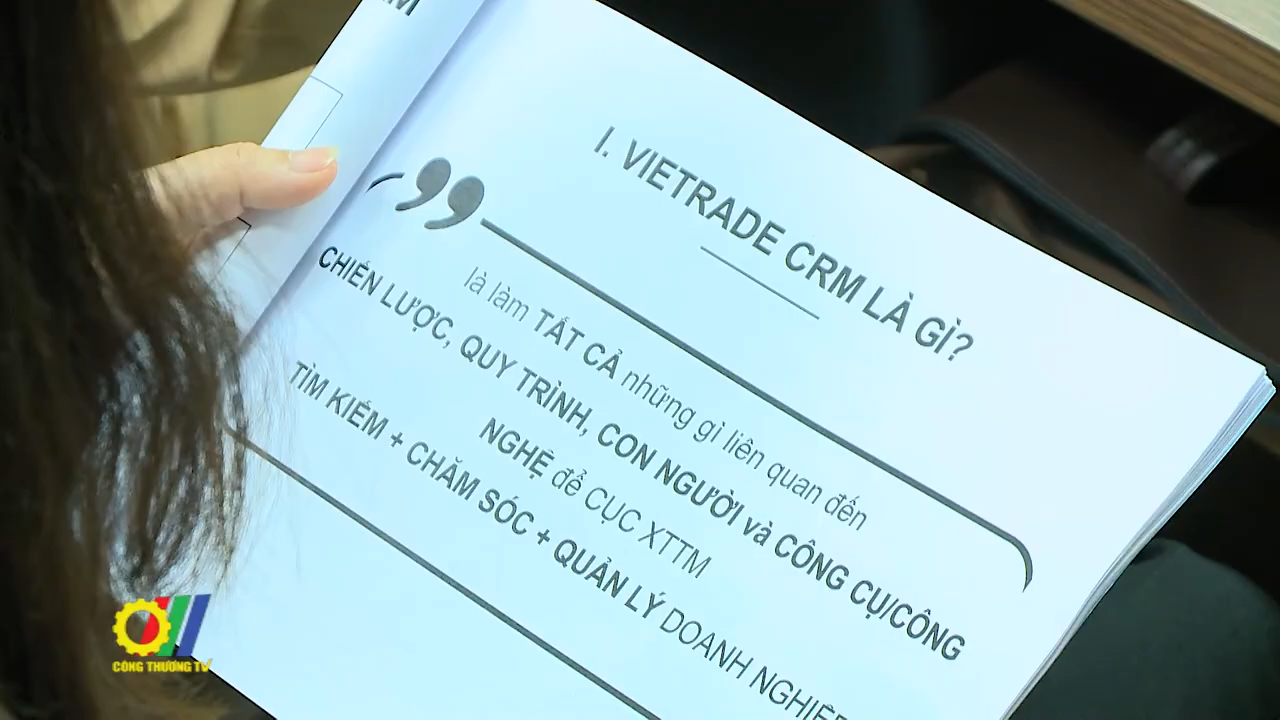 I. VIETRADE CRM LÀ GÌ?
là làm TẤT CẢ những gì liên quan đến
CHIẾN LƯỢC, QUY TRÌNH, CON NGƯỜI và CÔNG CỤ/CÔNG
NGHỆ để CỤC XTTM
TÌM KIẾM + CHĂM SÓC + QUẢN LÝ DOANH NGHIỆP
CÔNG THƯƠNG TV